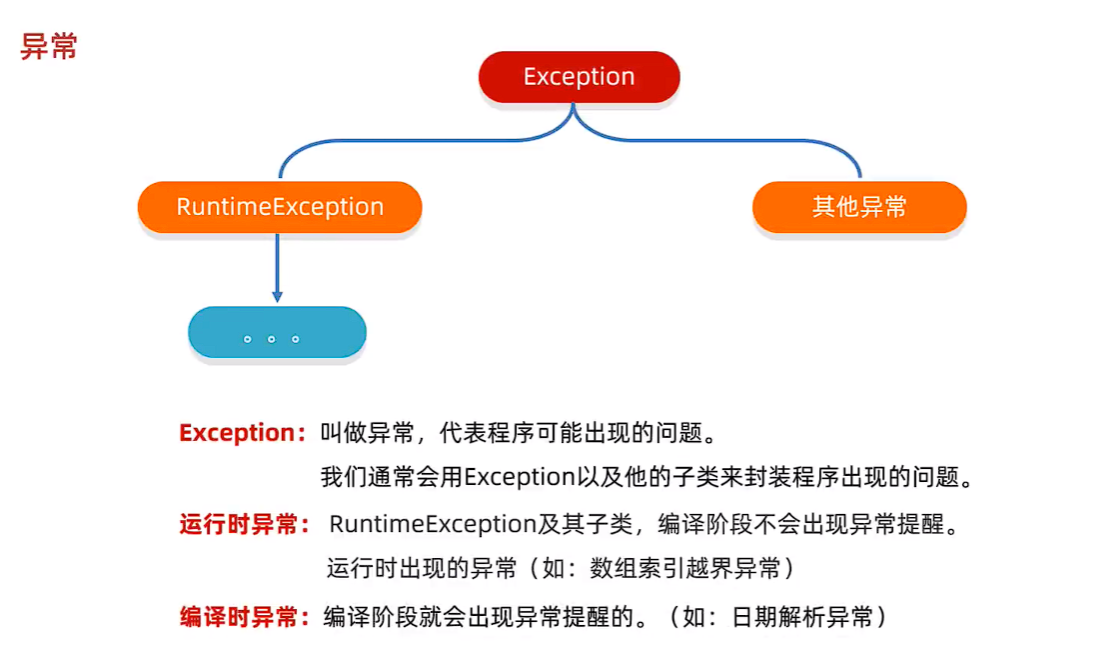 异常
Exception
RuntimeException
其他异常
。。。
Exception：叫做异常，代表程序可能出现的问题。
我们通常会用Exception以及他的子类来封装程序出现的问题。
运行时异常： RuntimeException及其子类，编译阶段不会出现异常提醒。
运行时出现的异常（如：数组索引越界异常）
编译时异常：编译阶段就会出现异常提醒的。（如：日期解析异常）